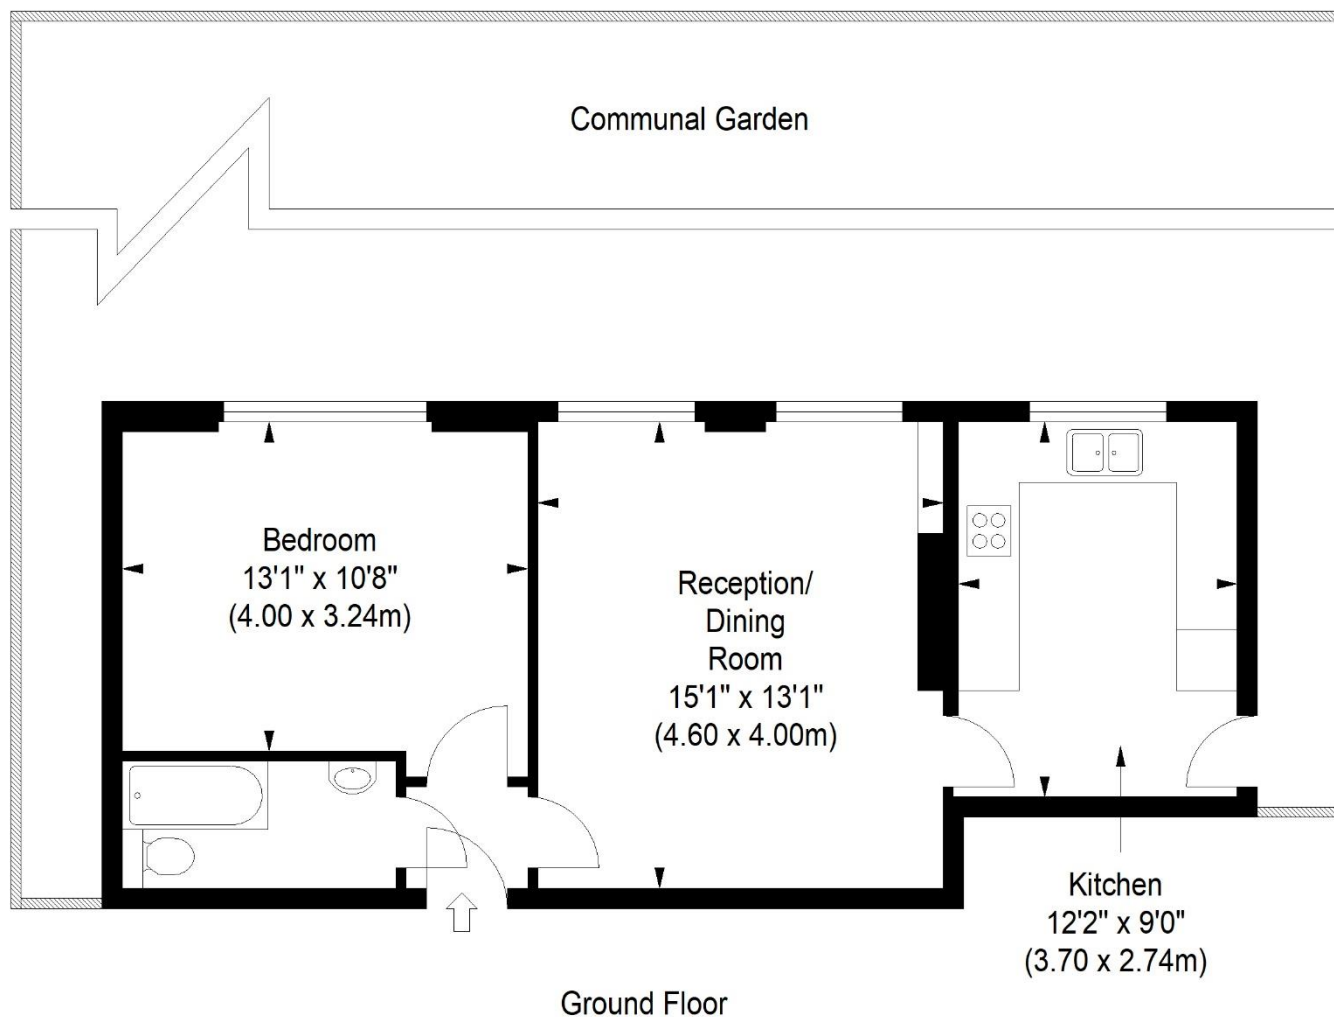 Communal Garden
Bedroom
13'1" x 10'8"
(4.00 x 3.24m)
Reception/
Dining
Room
15'1" x 13'1"
(4.60 x 4.00m)
Kitchen
12'2" x 9'0"
(3.70 x 2.74m)
Ground Floor